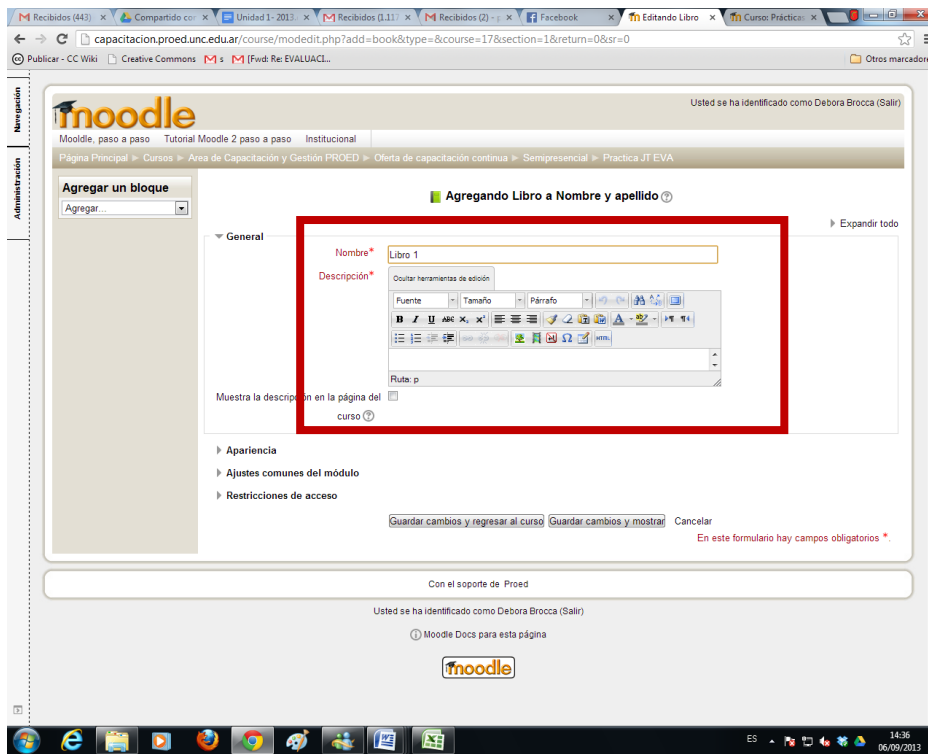 Recibidos (443)
Compartido cor
Unidad 1- 2013.
Recibidos (1.117
Recibidos (2) - p
Facebook
Editando Libro
Curso: Prácticas
capacitacion.proed.unc.edu.ar/course/modedit.php?add=book&type=&course=17&section=1&return=0&sr=0
Publicar - CC Wiki
Creative Commons
M s
[Fwd: Re: EVALUACI...
Otros marcadore
Navegación
Administración
moodle
Usted se ha identificado como Debora Brocca (Salir)
Mooldle, paso a paso
Tutorial Moodle 2 paso a paso
Institucional
Página Principal ► Cursos ► Area de Capacitación y Gestión PROED ► Oferta de capacitación continua ► Semipresencial ► Practica JT EVA
Agregar un bloque
Agregar...
Agregando Libro a Nombre y apellido
Expandir todo
General
Nombre*
Libro 1
Descripción*
Ocultar herramientas de edición
Fuente
Tamaño
Párrafo
B I U ABC x₂ x²
HTML
Ruta: p
Muestra la descripción en la página del
curso
Apariencia
Ajustes comunes del módulo
Restricciones de acceso
Guardar cambios y regresar al curso
Guardar cambios y mostrar
Cancelar
En este formulario hay campos obligatorios *.
Con el soporte de Proed
Usted se ha identificado como Debora Brocca (Salir)
Moodle Docs para esta página
moodle
ES
14:36
06/09/2013